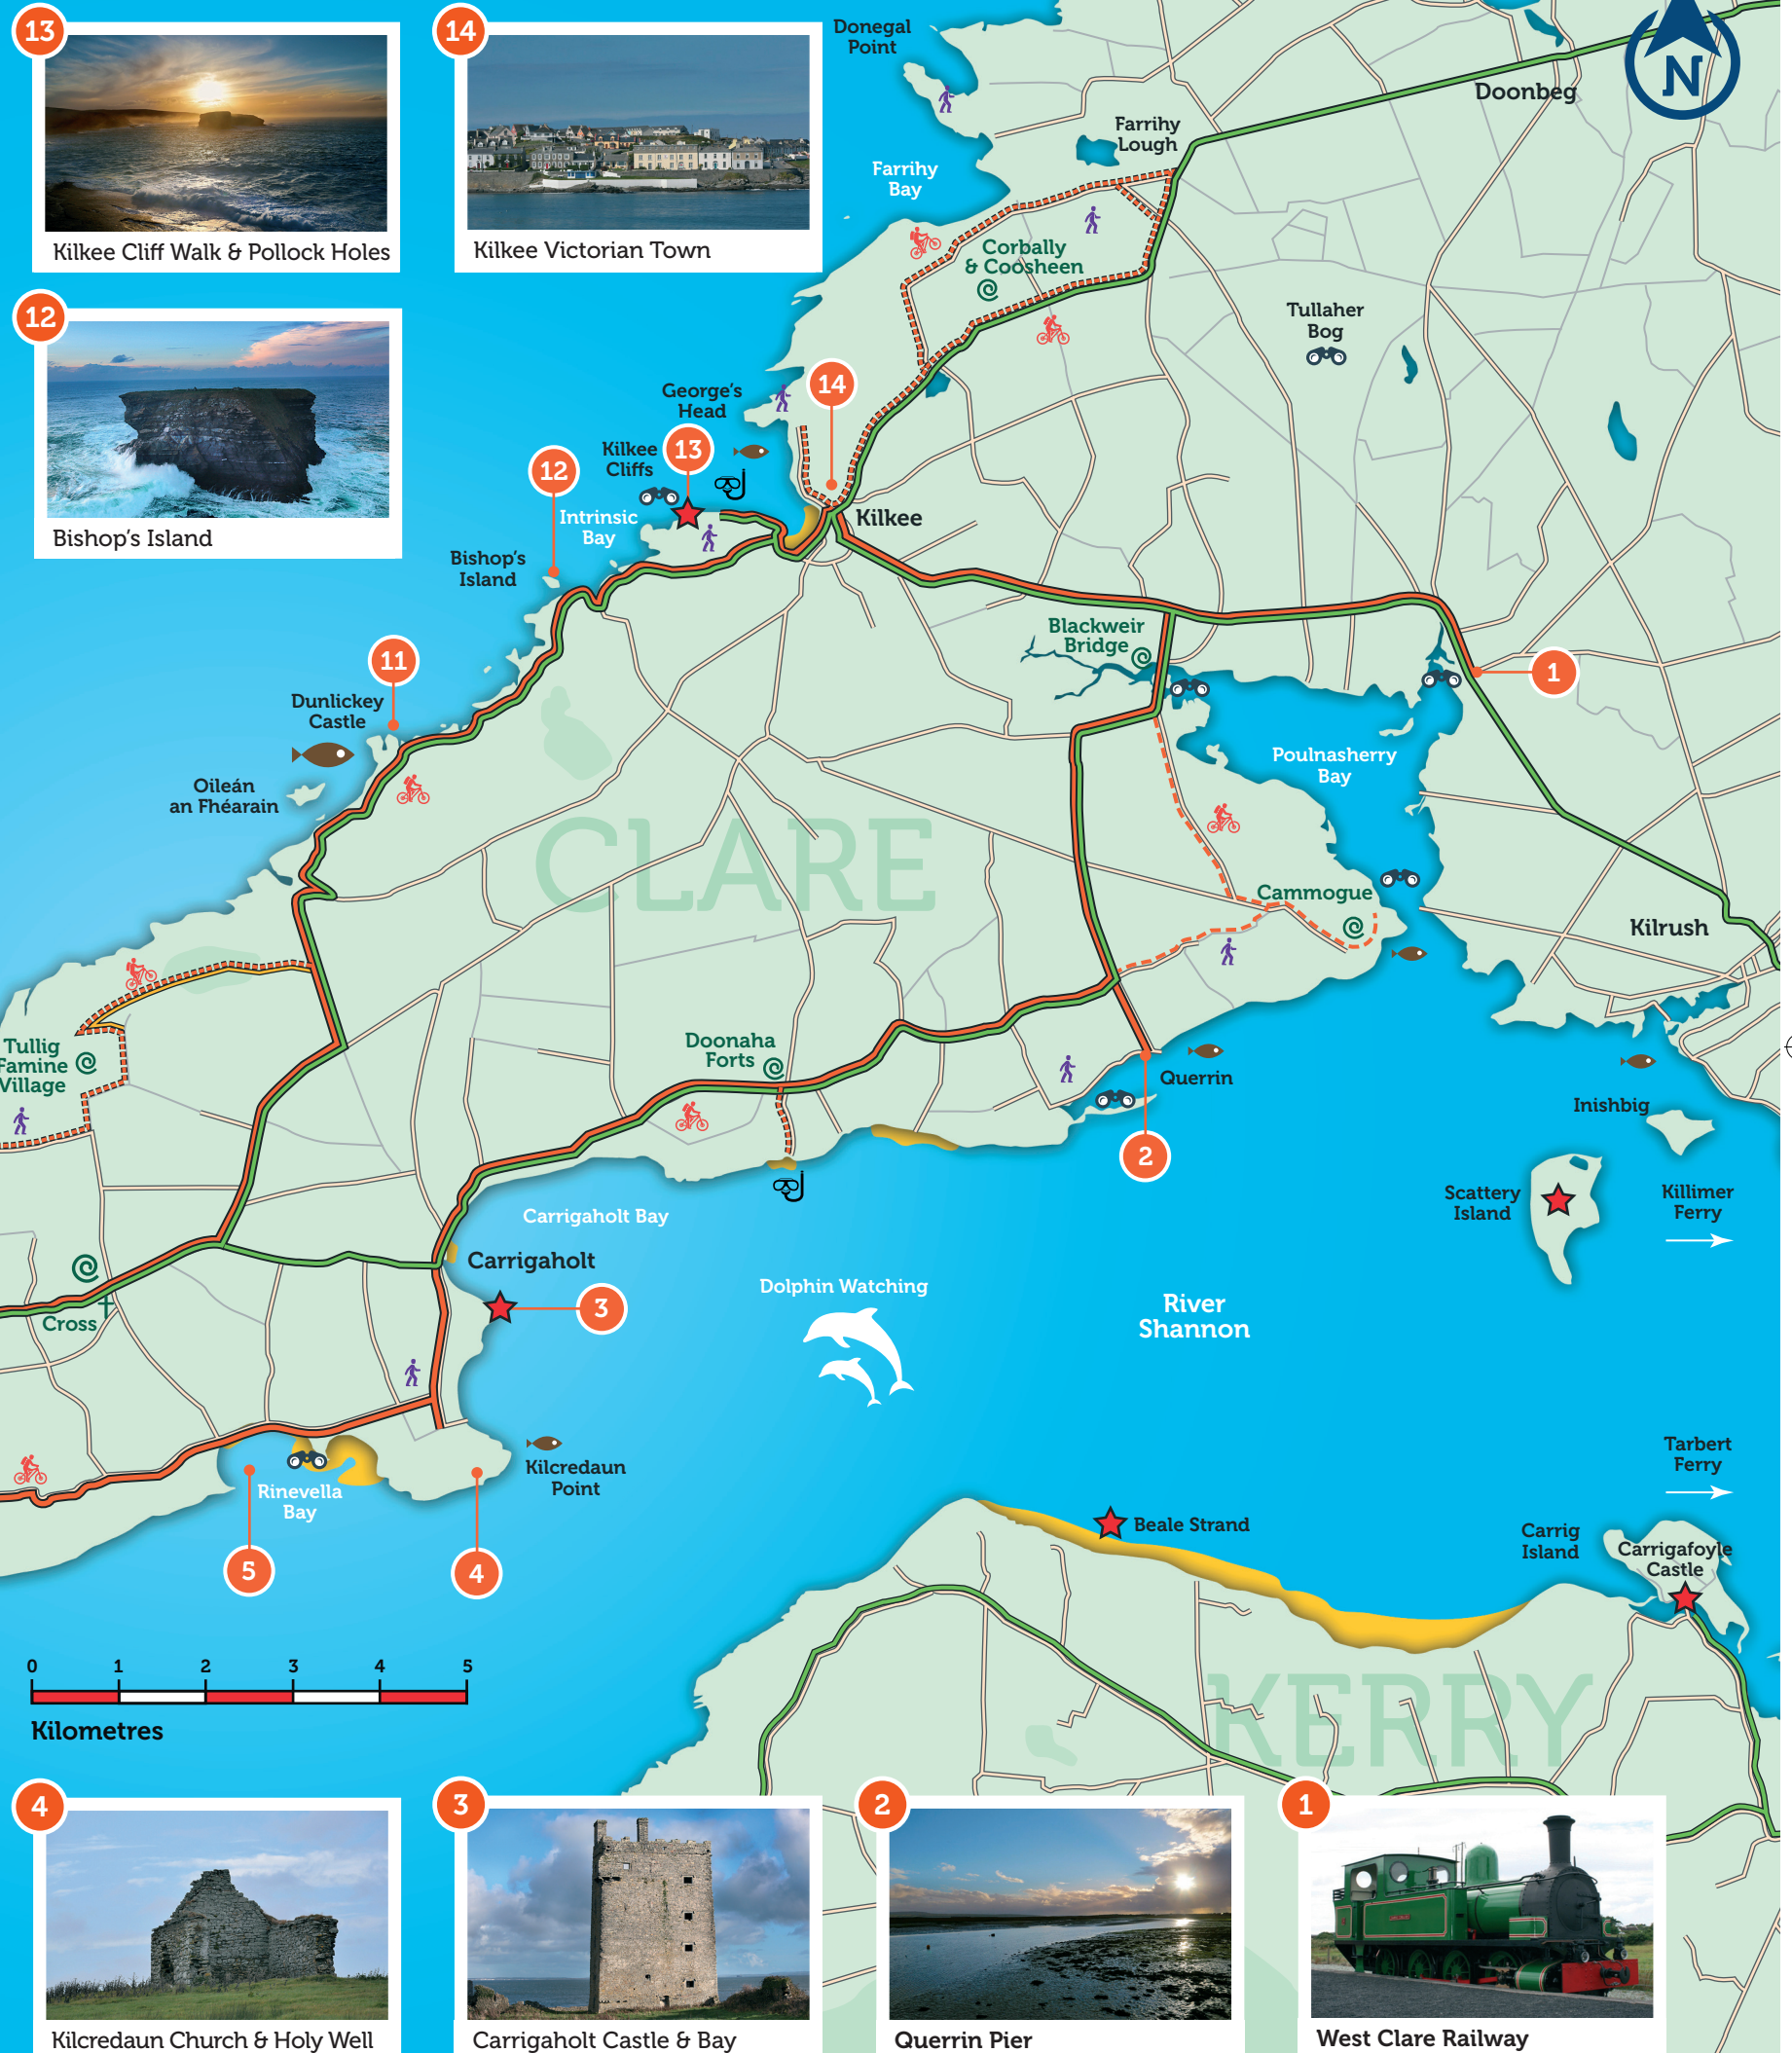 13
Kilkee Cliff Walk & Pollock Holes
14
Kilkee Victorian Town
12
Bishop's Island
Donegal
Point
N
Doonbeg
Farrihy
Lough
Farrihy
Bay
Corbally
& Coosheen
Tullaher
Bog
George's
Head
14
Kilkee
Cliffs
13
12
Intrinsic
Bay
Kilkee
Bishop's
Island
Blackweir
Bridge
11
1
Dunlickey
Castle
Poulnasherry
Bay
Oileán
an Fhéarain
CLARE
Cammogue
Kilrush
Tullig
Famine
Village
Doonaha
Forts
Querrin
Inishbig
2
Scattery
Island
Killimer
Ferry
Carrigaholt Bay
Carrigaholt
3
Dolphin Watching
River
Shannon
Cross
Kilcredaun
Point
Tarbert
Ferry
Rinevella
Bay
Beale Strand
Carrig
Island
Carrigafoyle
Castle
5
4
0 1 2 3 4 5
Kilometres
KERRY
4
Kilcredaun Church & Holy Well
3
Carrigaholt Castle & Bay
2
Querrin Pier
1
West Clare Railway